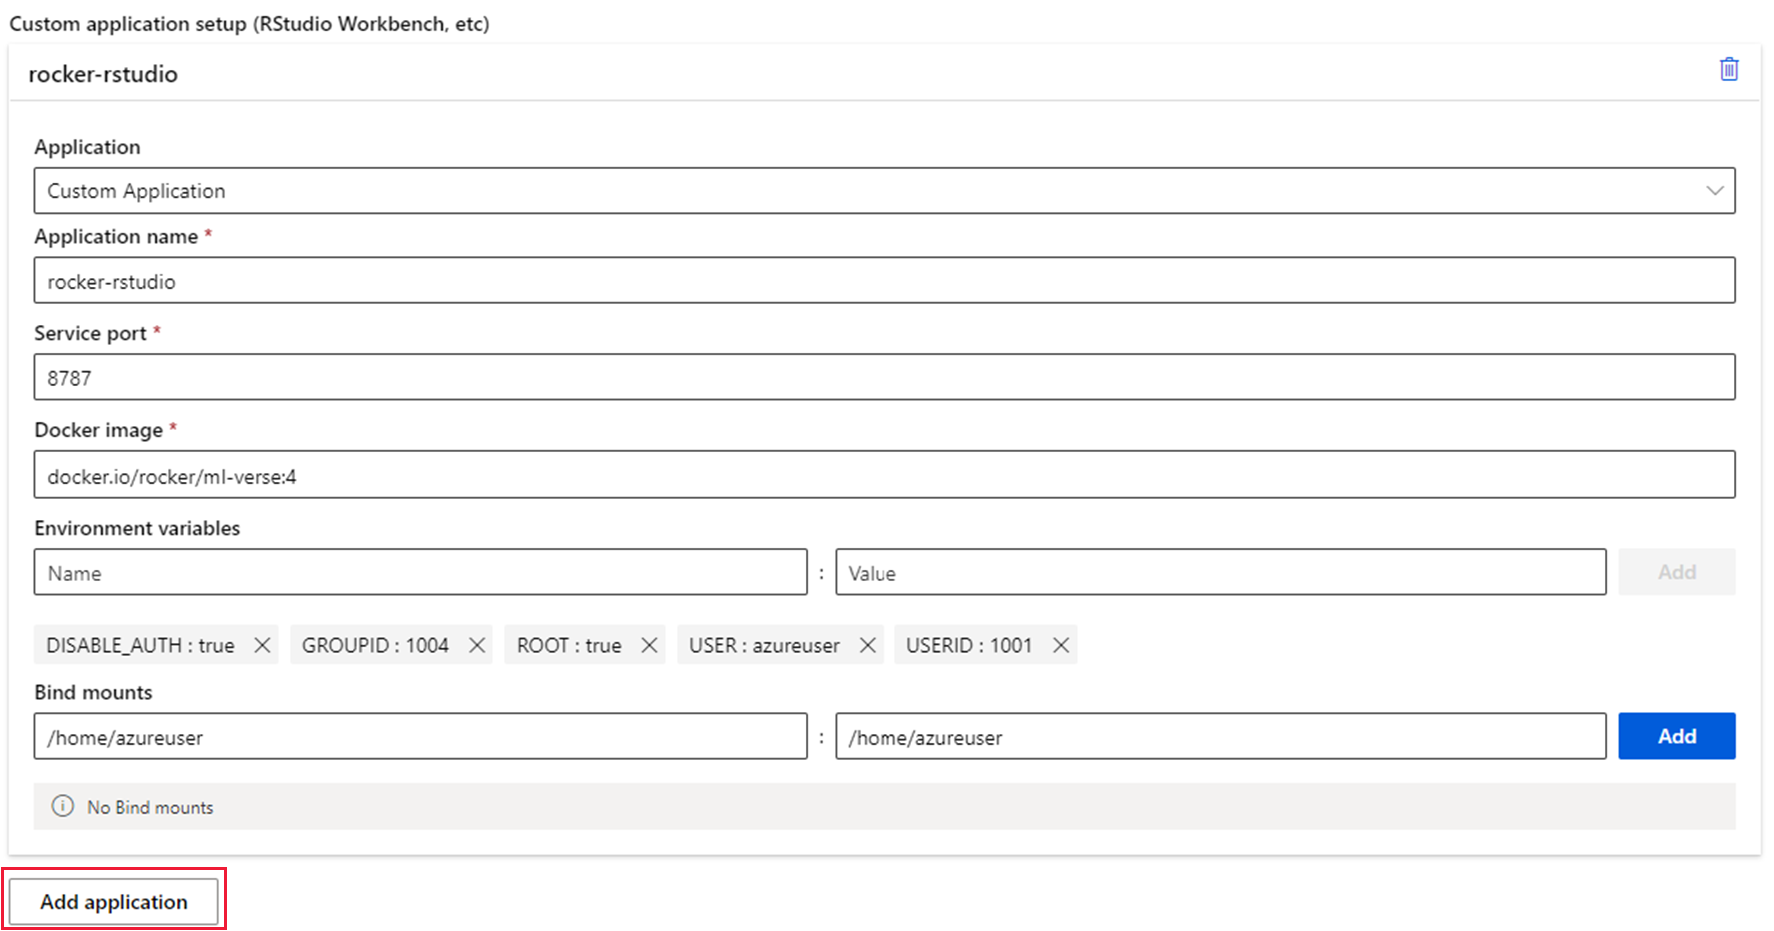 Custom application setup (RStudio Workbench, etc)
rocker-rstudio
Application
Custom Application
Application name *
rocker-rstudio
Service port *
8787
Docker image *
docker.io/rocker/ml-verse:4
Environment variables
Name : Value Add
DISABLE_AUTH : true GROUPID : 1004 ROOT : true USER : azureuser USERID : 1001
Bind mounts
/home/azureuser : /home/azureuser Add
No Bind mounts
Add application